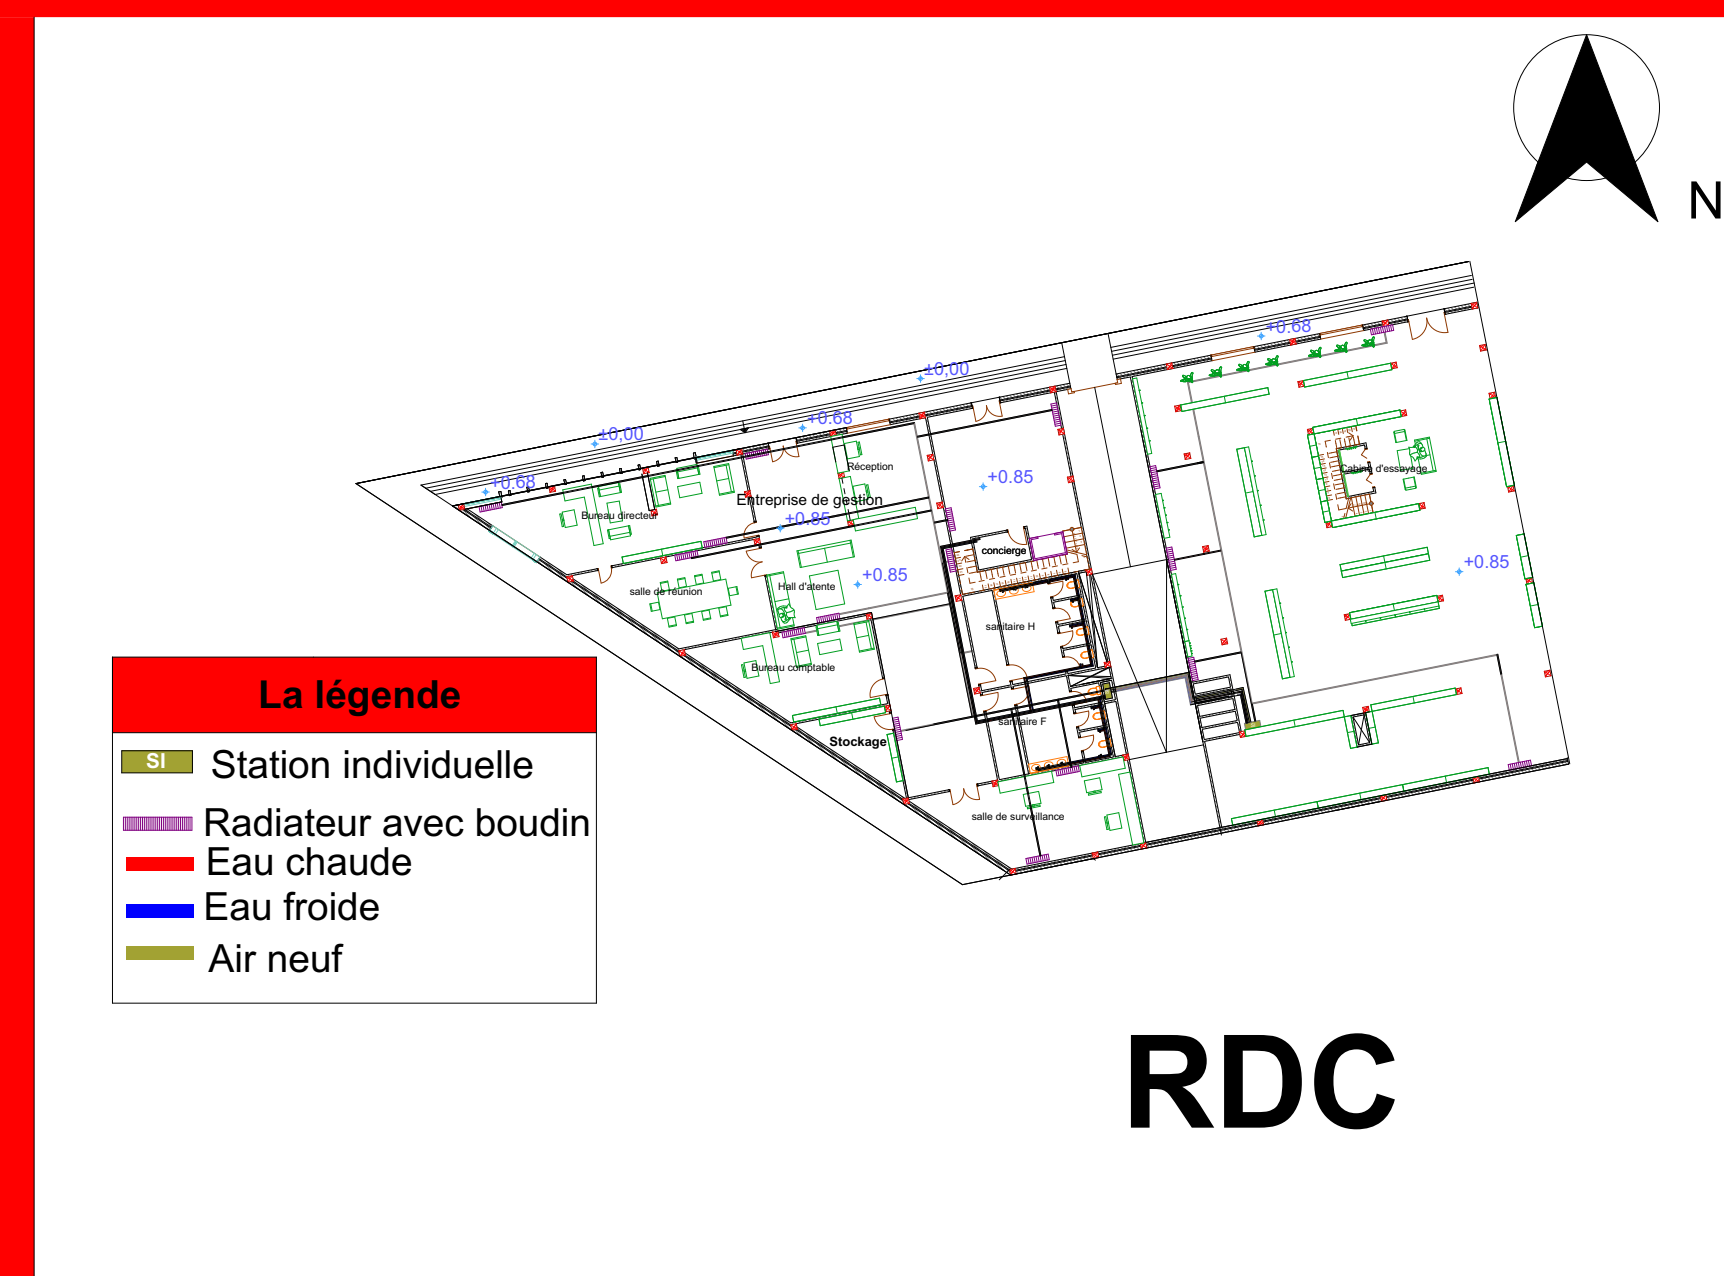 N
+0.68
±0,00
+0.68
±0,00
+0.68
Réception
Cabine d'essayage
+0.85
Entreprise de gestion
Bureau directeur
+0.85
concierge
+0.85
Hall d'atente
+0.85
salle de réunion
sanitaire H
Bureau comptable
sanitaire F
Stockage
salle de surveillance
La légende
SI Station individuelle
Radiateur avec boudin
Eau chaude
Eau froide
Air neuf
RDC